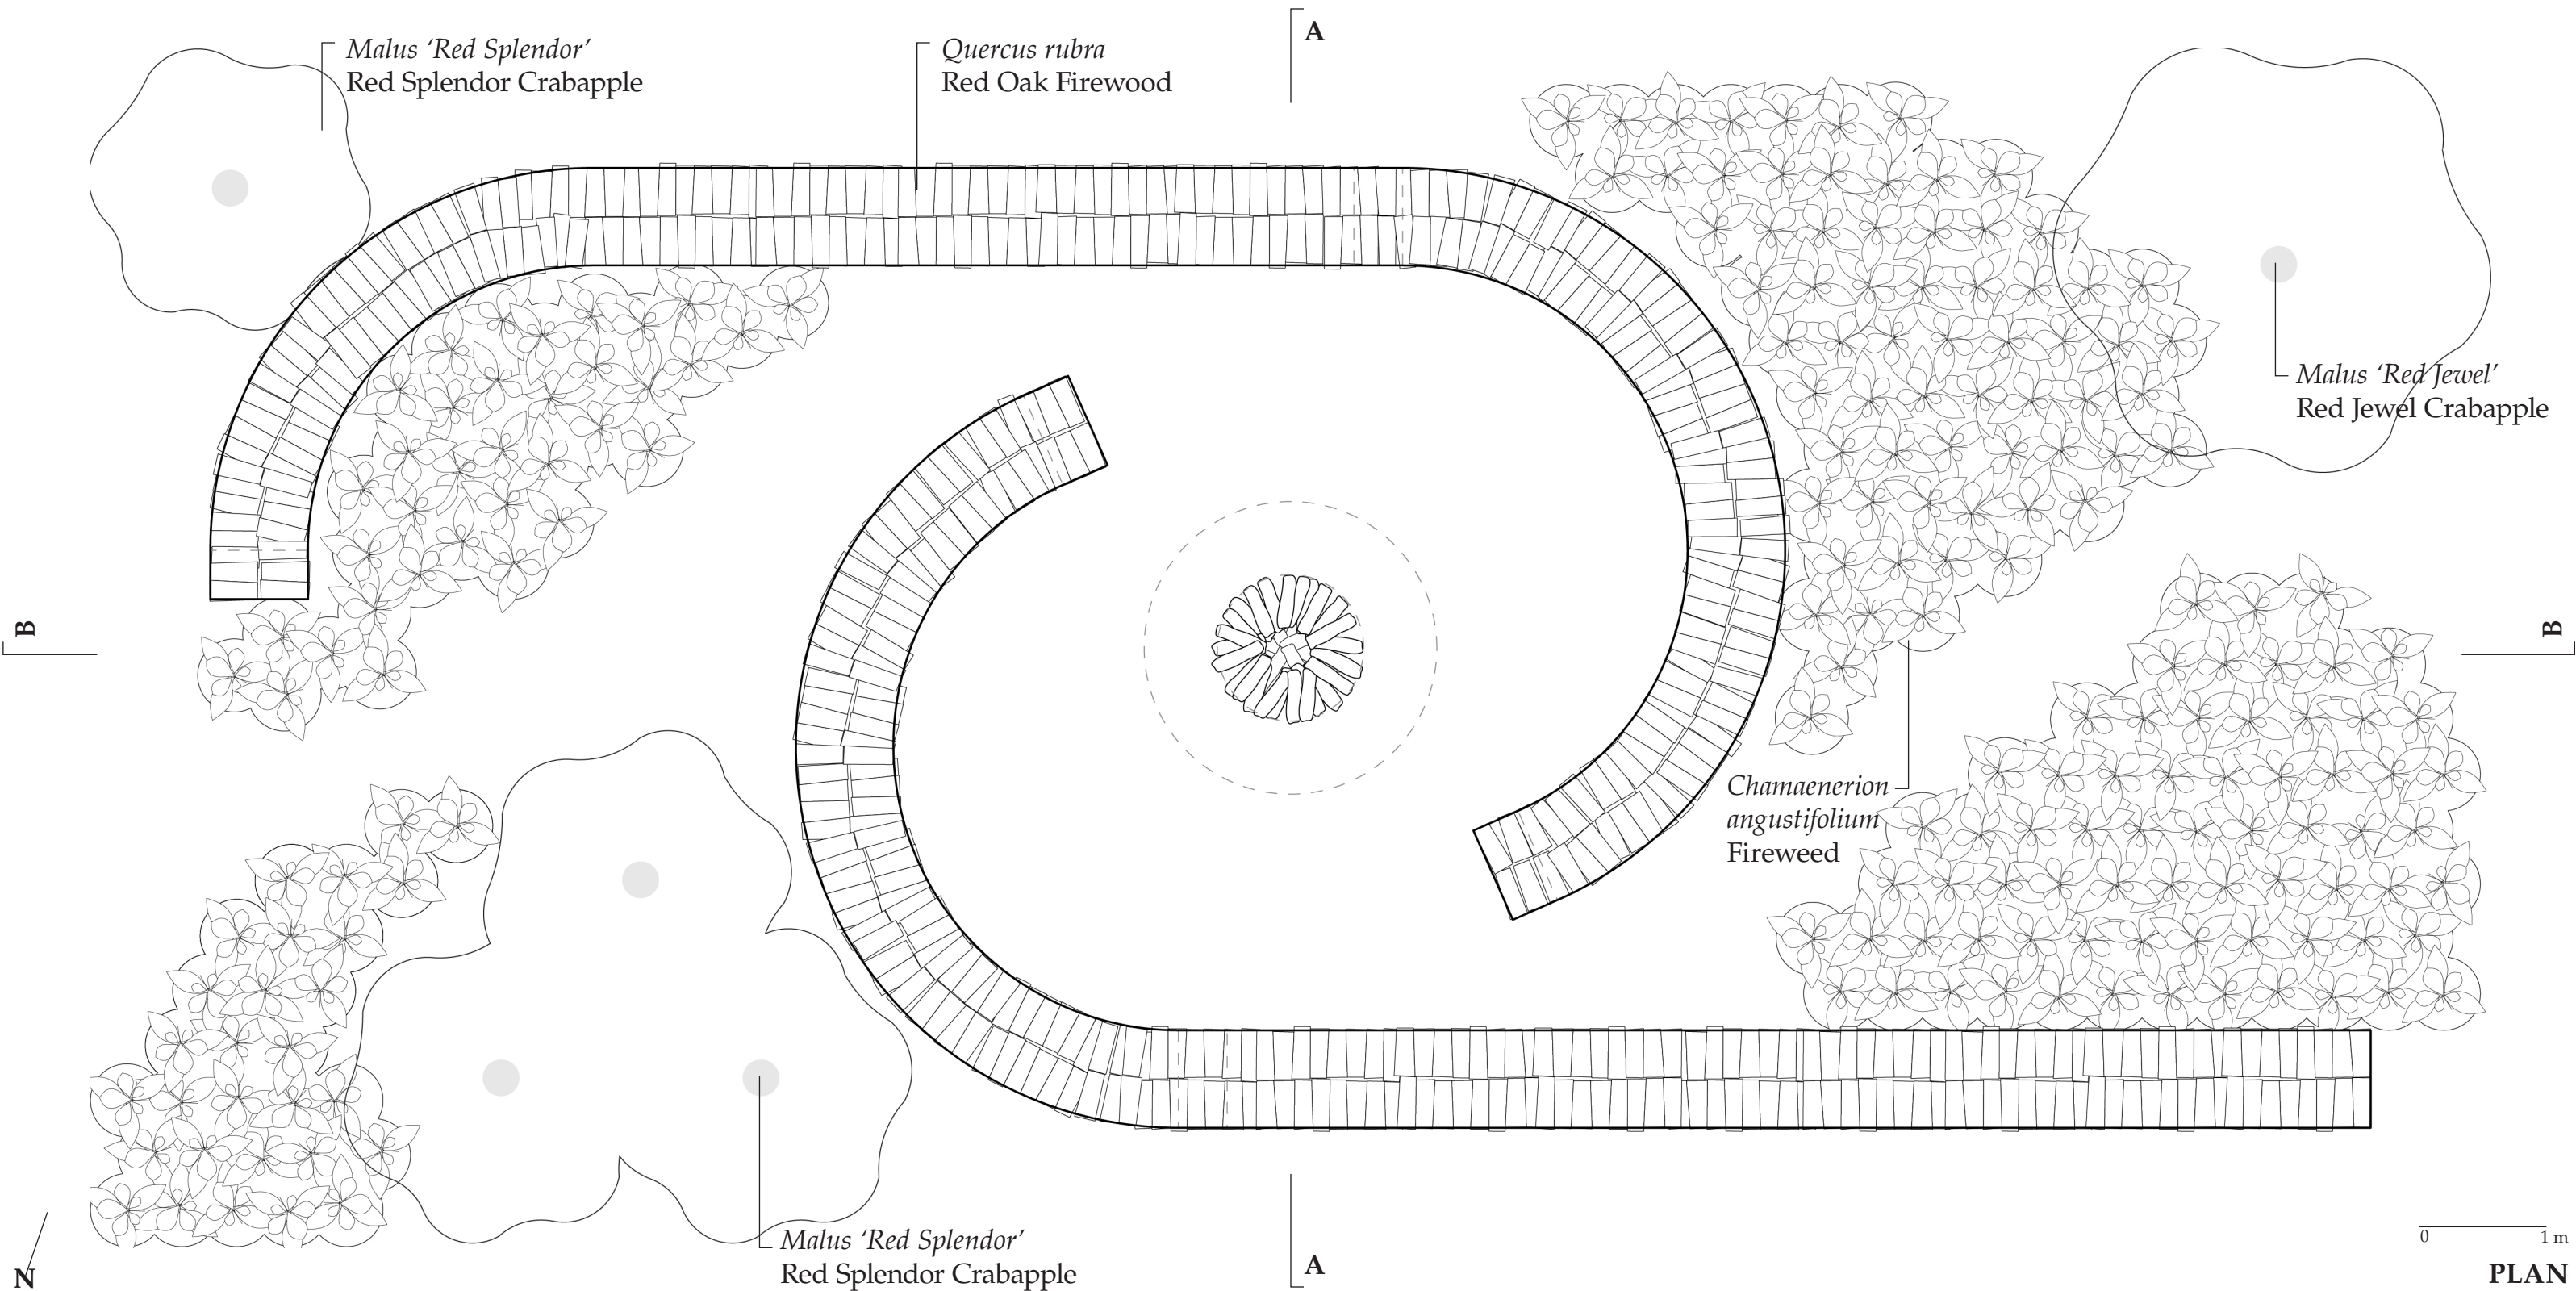 A
Malus ‘Red Splendor’
Red Splendor Crabapple
Quercus rubra
Red Oak Firewood
Malus ‘Red Jewel’
Red Jewel Crabapple
B
B
Chamaenerion
angustifolium
Fireweed
Malus ‘Red Splendor’
Red Splendor Crabapple
A
N
0 1 m
PLAN